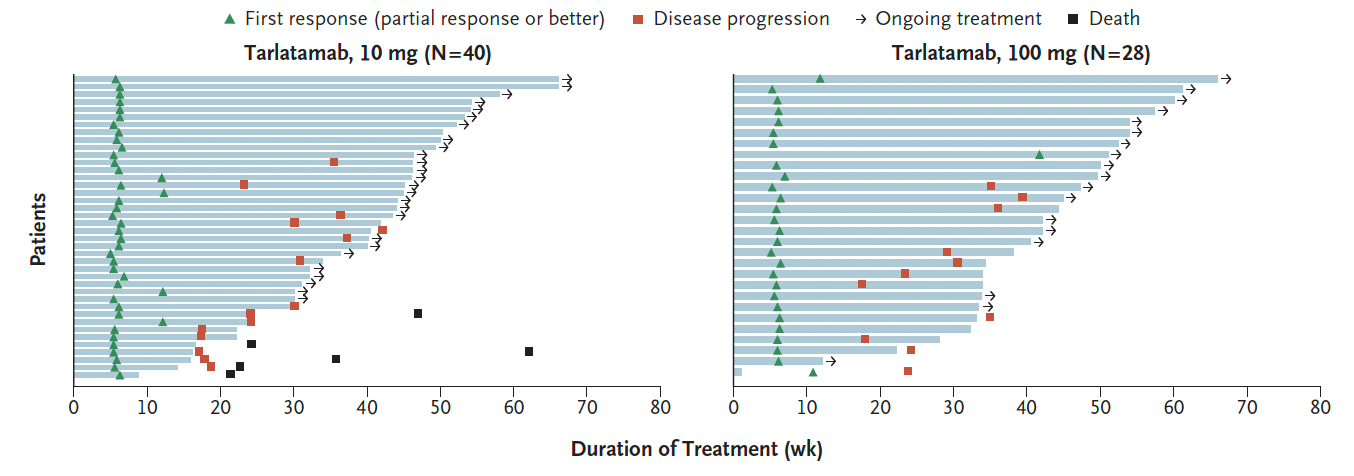 First response (partial response or better) Disease progression → Ongoing treatment Death
Tarlatamab, 10 mg (N=40) Tarlatamab, 100 mg (N=28)
Patients
0 10 20 30 40 50 60 70 80 0 10 20 30 40 50 60 70 80
Duration of Treatment (wk)